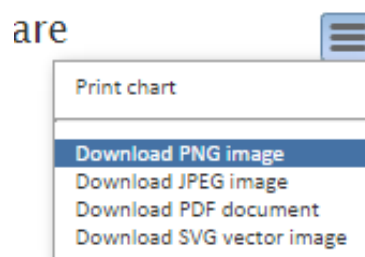 are
Print chart
Download PNG image
Download JPEG image
Download PDF document
Download SVG vector image